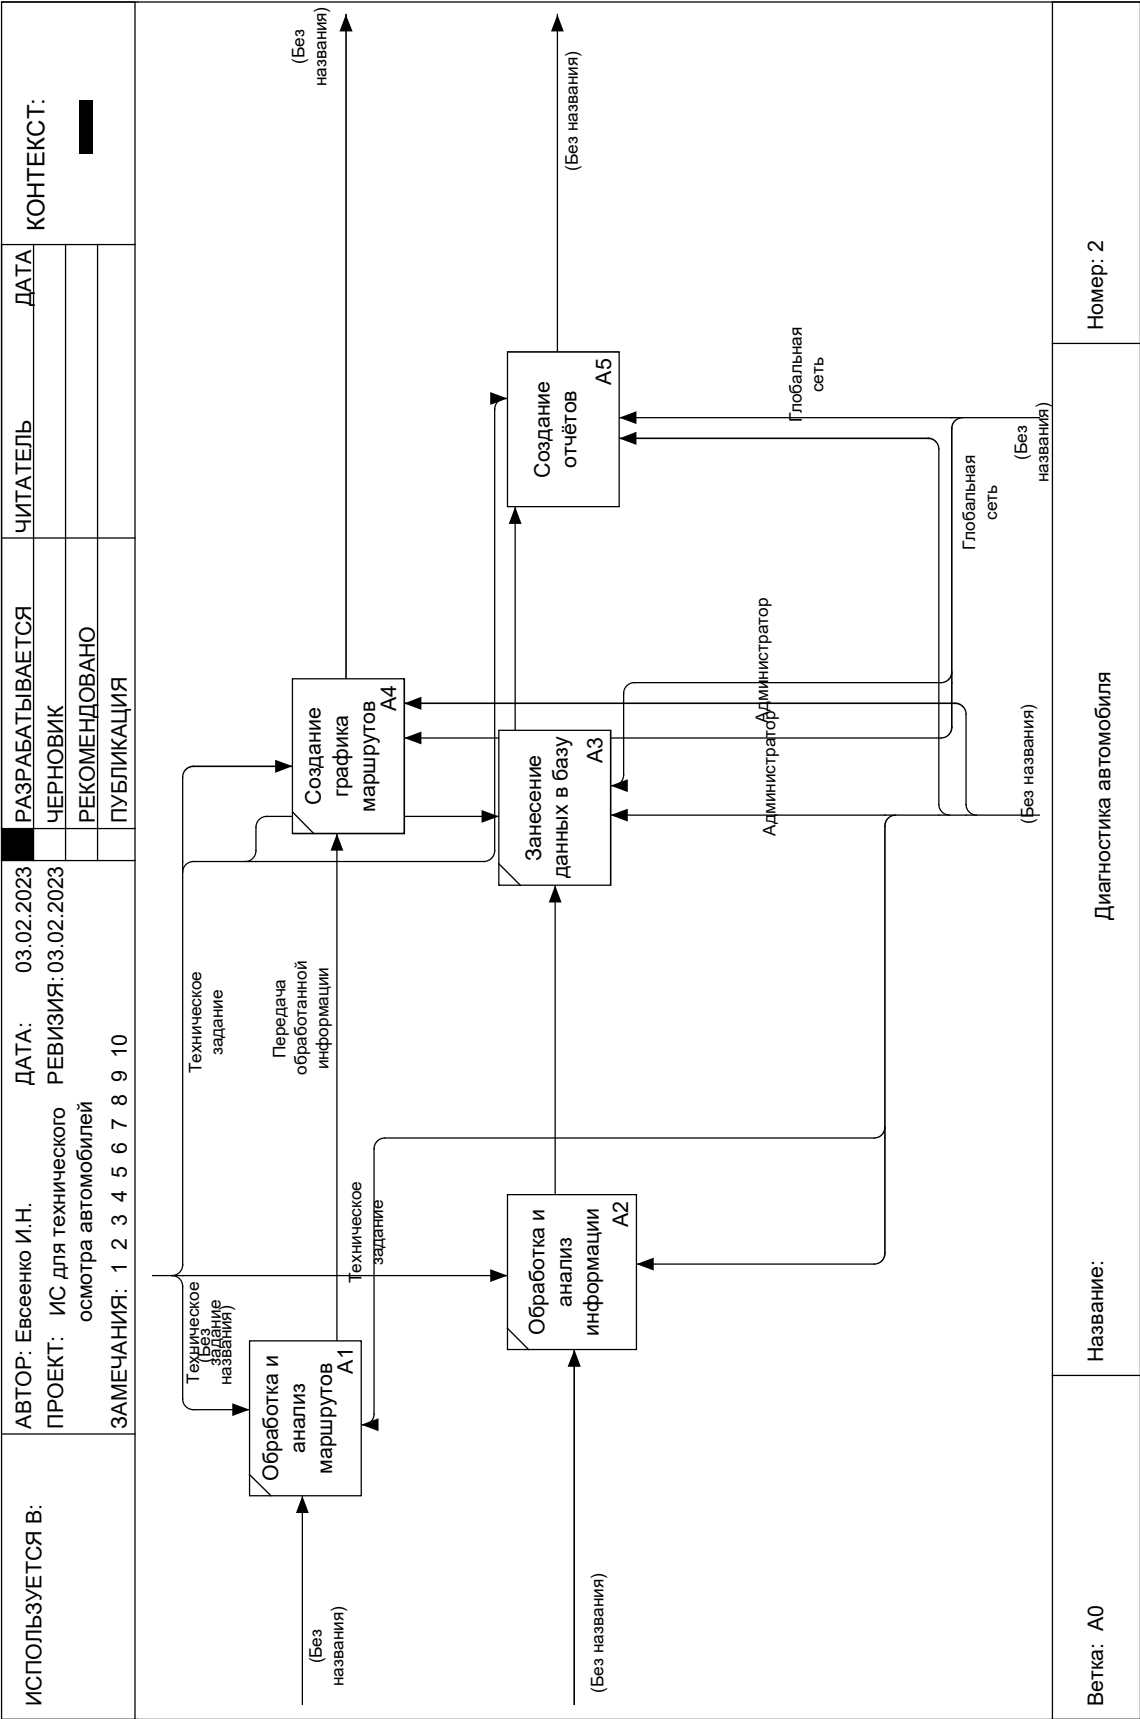 ИСПОЛЬЗУЕТСЯ В:
АВТОР: Евсеенко И.Н.
ДАТА: 03.02.2023
ПРОЕКТ: ИС для технического
осмотра автомобилей
РЕВИЗИЯ: 03.02.2023
ЗАМЕЧАНИЯ: 1 2 3 4 5 6 7 8 9 10
РАЗРАБАТЫВАЕТСЯ
ЧЕРНОВИК
РЕКОМЕНДОВАНО
ПУБЛИКАЦИЯ
ЧИТАТЕЛЬ
ДАТА
КОНТЕКСТ:
Техническое
задание
(Без
названия)
Техническое
задание
(Без
названия)
(Без
названия)
Обработка и
анализ
маршрутов
A1
Передача
обработанной
информации
Создание
графика
маршрутов
A4
Техническое
задание
(Без названия)
Обработка и
анализ
информации
A2
Занесение
данных в базу
A3
Создание
отчётов
A5
(Без названия)
Администратор
Администратор
Глобальная
сеть
Глобальная
сеть
(Без названия)
(Без
названия)
Ветка: A0
Название:
Диагностика автомобиля
Номер: 2